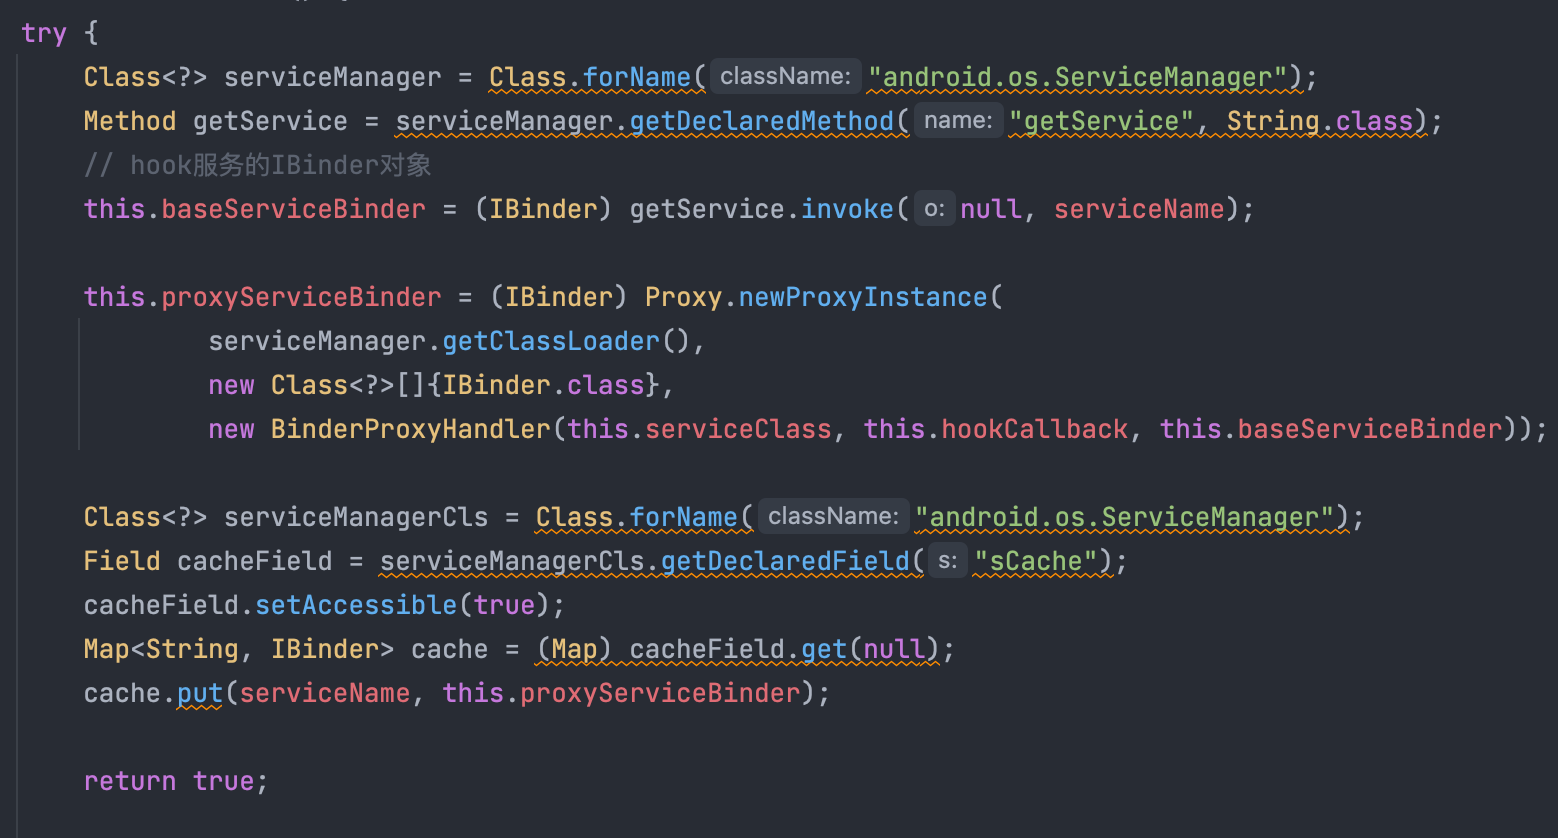 try {
Class<?> serviceManager = Class.forName( className: "android.os.ServiceManager");
Method getService = serviceManager.getDeclaredMethod( name: "getService", String.class);
// hook服务的IBinder对象
this.baseServiceBinder = (IBinder) getService.invoke( o: null, serviceName);
this.proxyServiceBinder = (IBinder) Proxy.newProxyInstance(
serviceManager.getClassLoader(),
new Class<?>[]{IBinder.class},
new BinderProxyHandler(this.serviceClass, this.hookCallback, this.baseServiceBinder));
Class<?> serviceManagerCls = Class.forName( className: "android.os.ServiceManager");
Field cacheField = serviceManagerCls.getDeclaredField( s: "sCache");
cacheField.setAccessible(true);
Map<String, IBinder> cache = (Map) cacheField.get(null);
cache.put(serviceName, this.proxyServiceBinder);
return true;